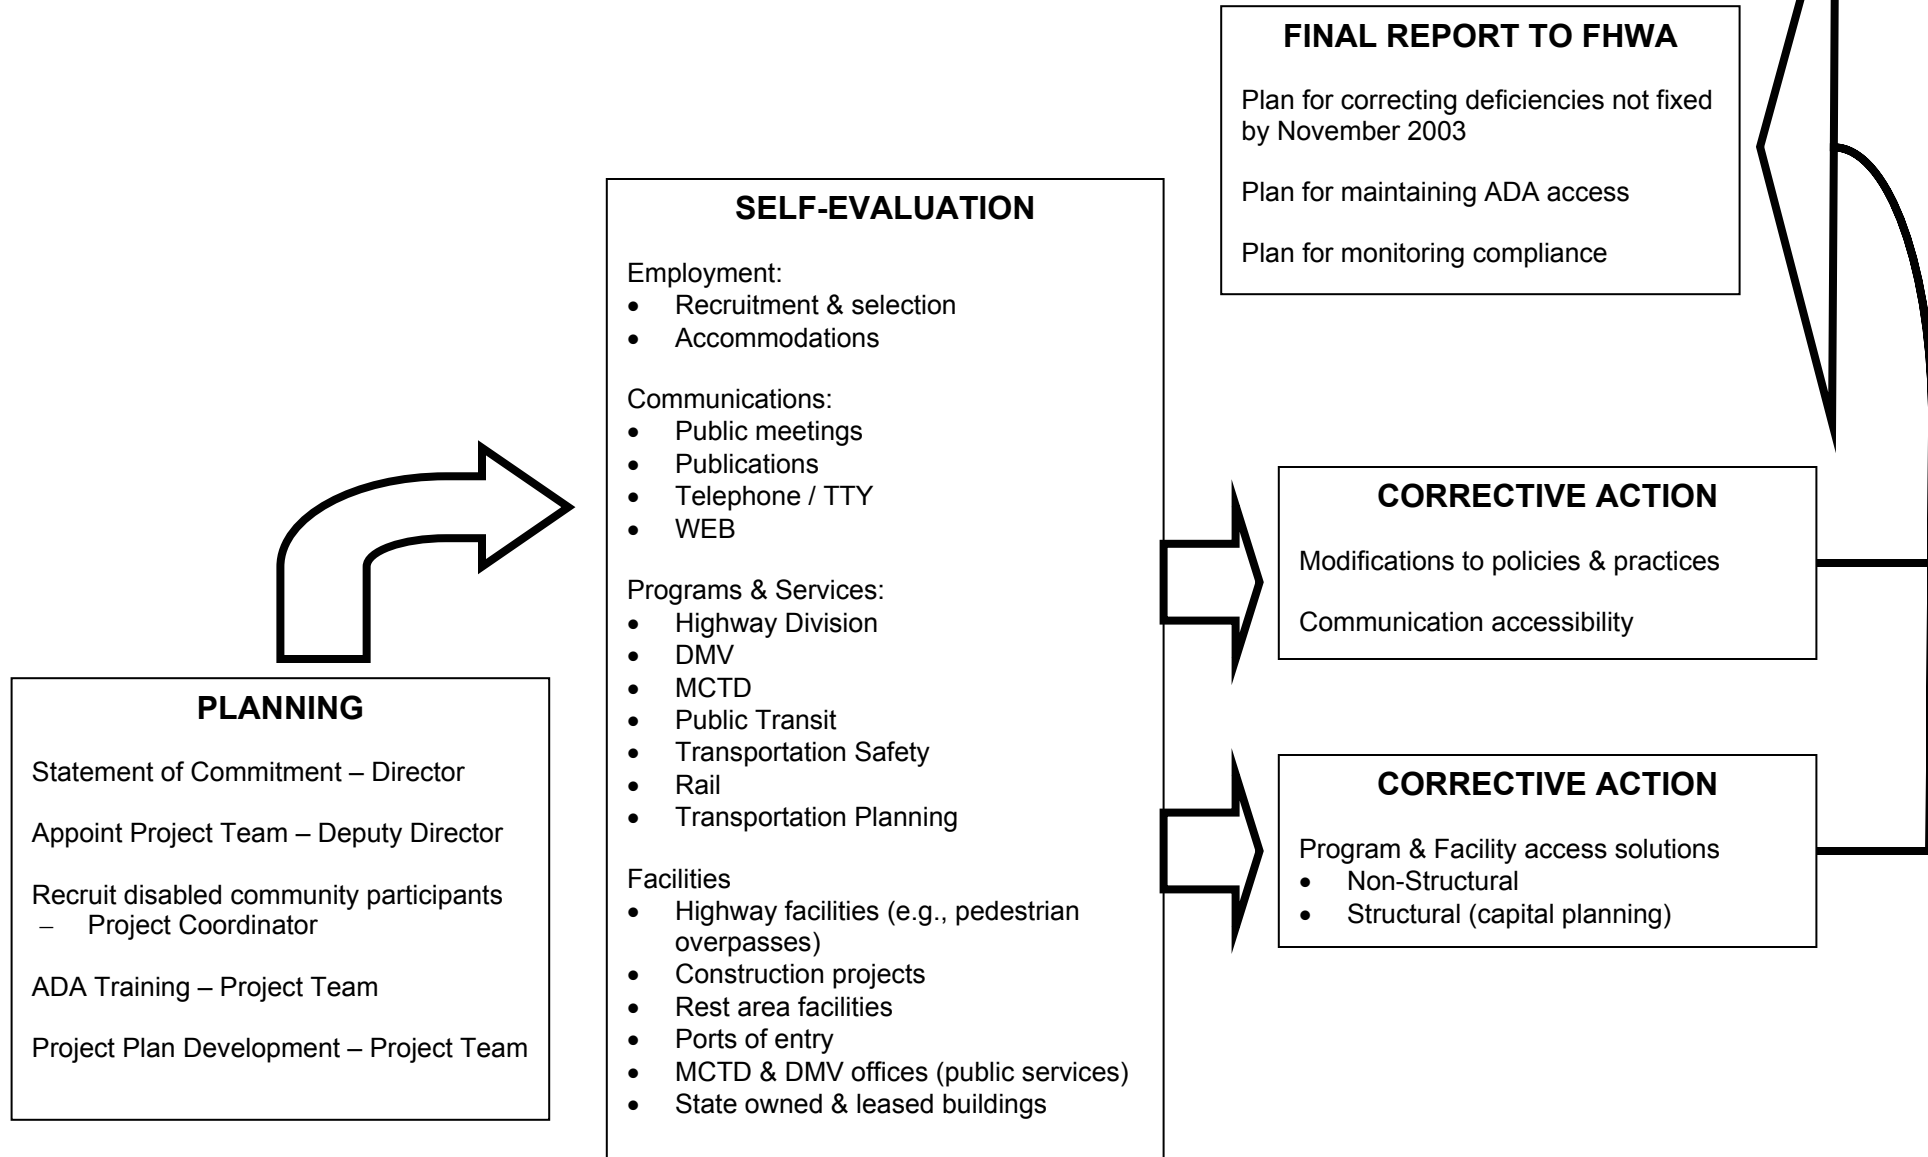 PLANNING
Statement of Commitment – Director
Appoint Project Team – Deputy Director
Recruit disabled community participants
– Project Coordinator
ADA Training – Project Team
Project Plan Development – Project Team
SELF-EVALUATION
Employment:
• Recruitment & selection
• Accommodations
Communications:
• Public meetings
• Publications
• Telephone / TTY
• WEB
Programs & Services:
• Highway Division
• DMV
• MCTD
• Public Transit
• Transportation Safety
• Rail
• Transportation Planning
Facilities
• Highway facilities (e.g., pedestrian
overpasses)
• Construction projects
• Rest area facilities
• Ports of entry
• MCTD & DMV offices (public services)
• State owned & leased buildings
CORRECTIVE ACTION
Modifications to policies & practices
Communication accessibility
CORRECTIVE ACTION
Program & Facility access solutions
• Non-Structural
• Structural (capital planning)
FINAL REPORT TO FHWA
Plan for correcting deficiencies not fixed
by November 2003
Plan for maintaining ADA access
Plan for monitoring compliance